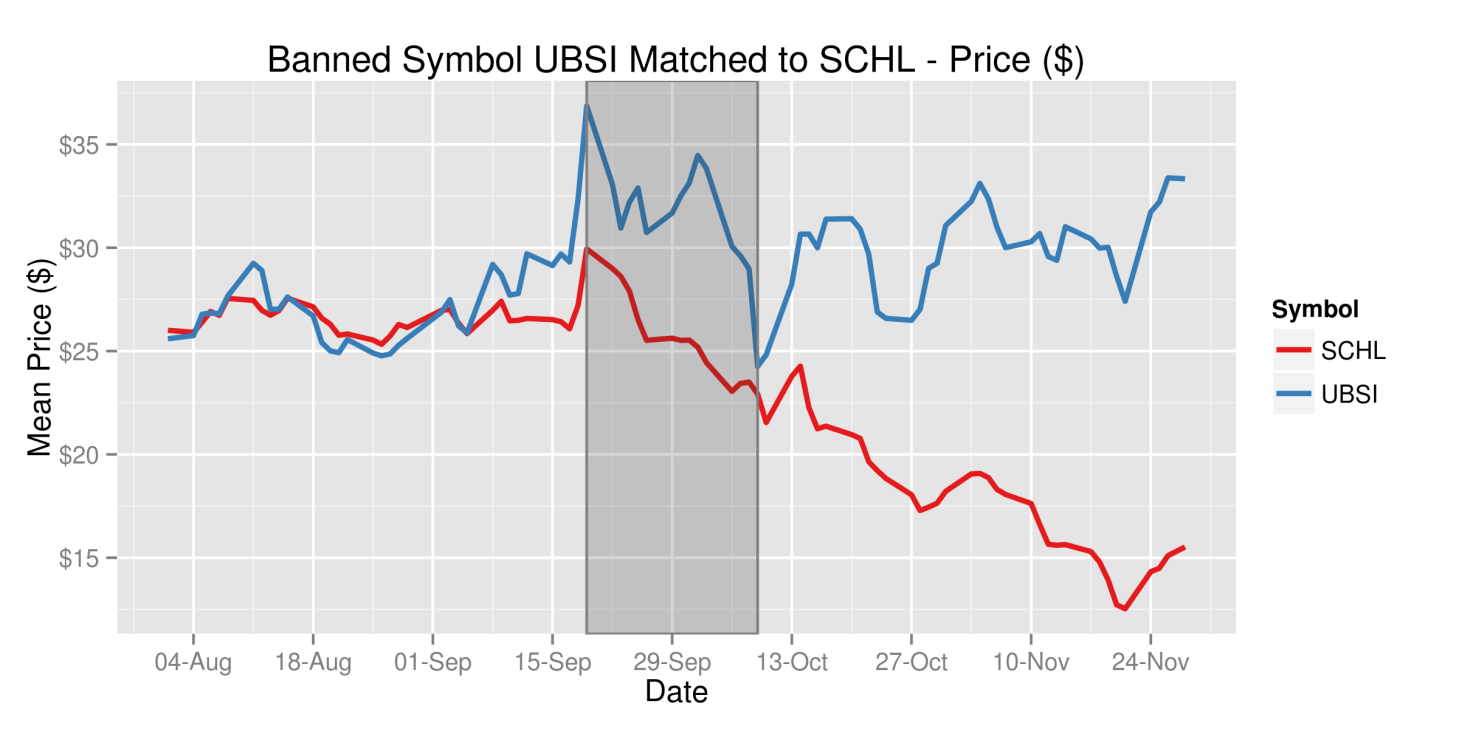 Banned Symbol UBSI Matched to SCHL - Price ($)
Mean Price ($)
$35
$30
$25
$20
$15
04-Aug 18-Aug 01-Sep 15-Sep 29-Sep 13-Oct 27-Oct 10-Nov 24-Nov
Date
Symbol
SCHL
UBSI